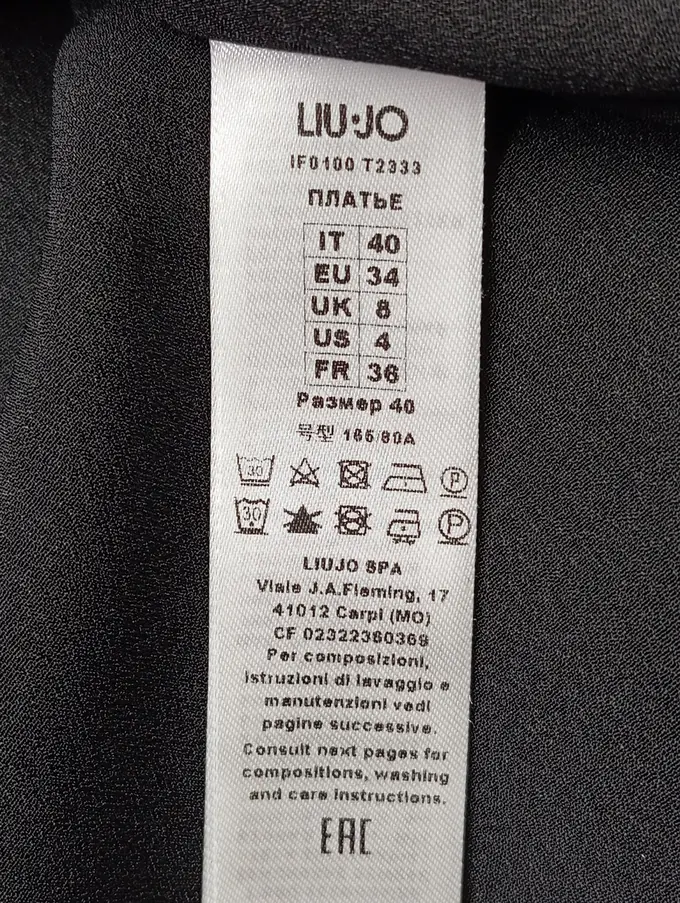 LIU·JO
IF0100 T2333
ПЛАТЬЕ
IT 40
EU 34
UK 8
US 4
FR 36
Размер 40
号型 165/80A
30
P
30
P
LIUJO SPA
Viale J.A.Fleming, 17
41012 Carpi (MO)
CF 02322360369
Per composizioni,
istruzioni di lavaggio e
manutenzioni vedi
pagine successive.
Consult next pages for
compositions, washing
and care instructions.
EAC